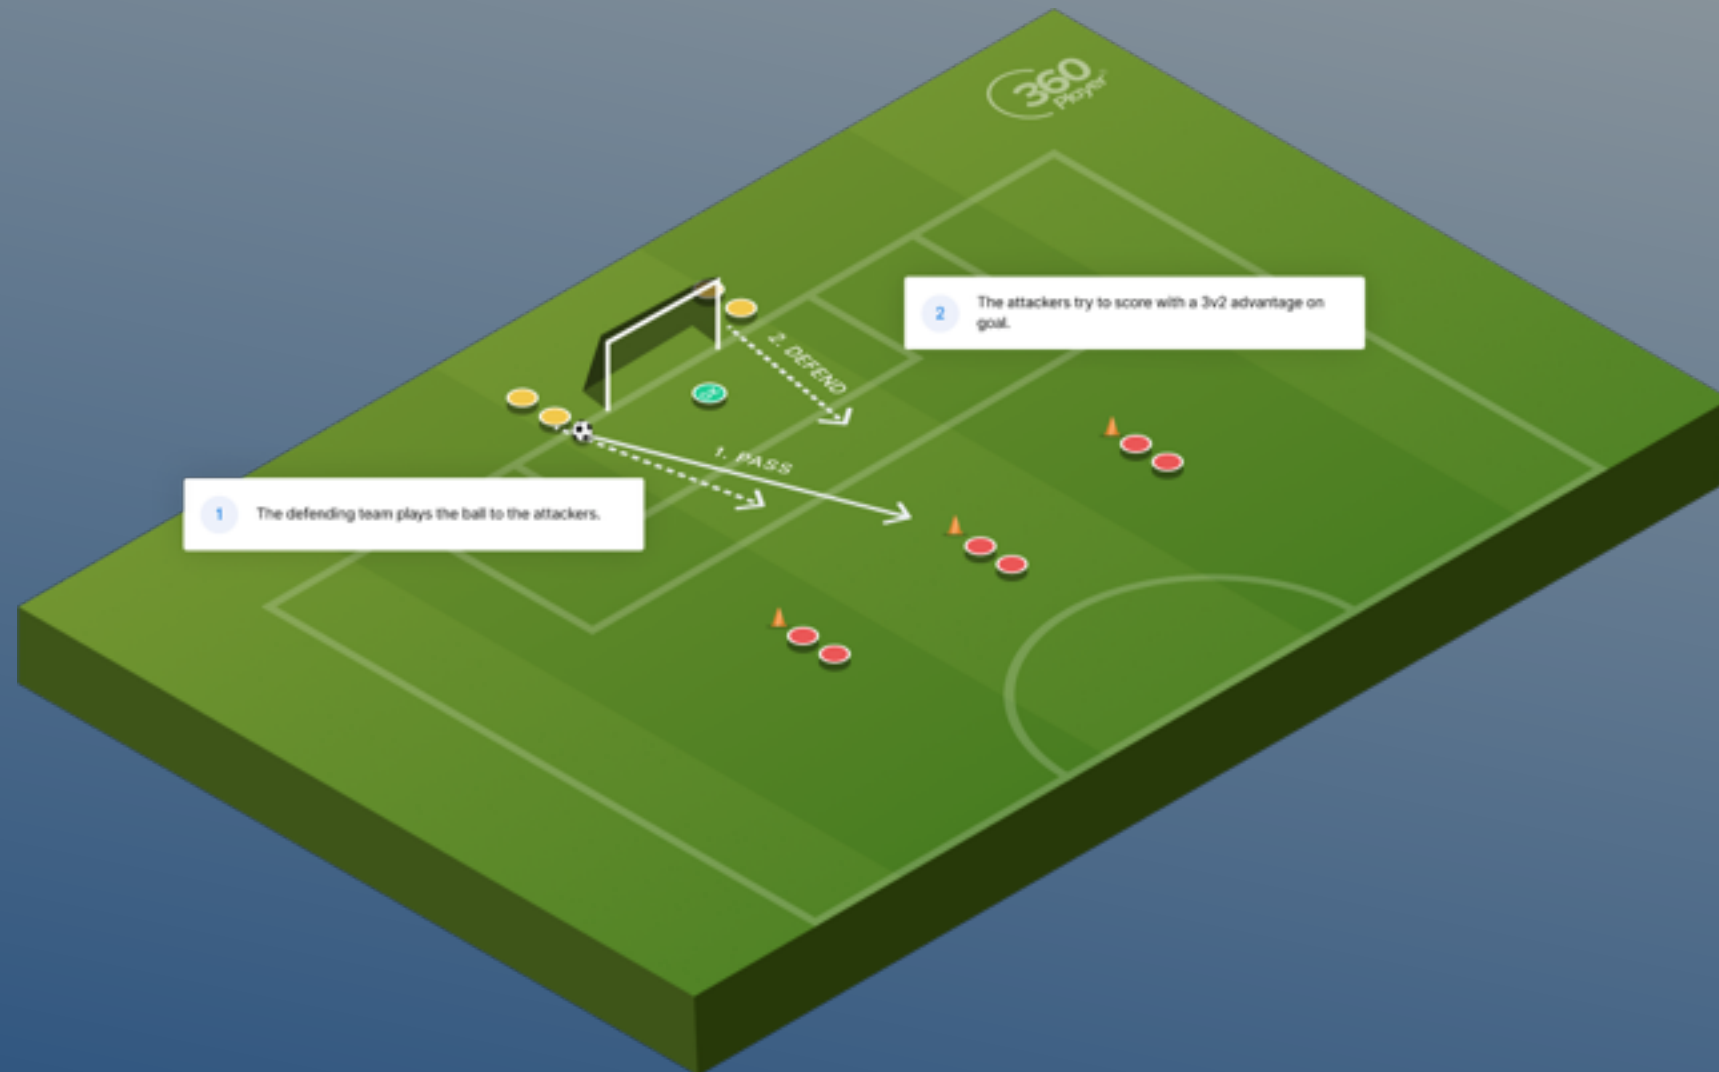 360
Player
2. DEFEND
2
The attackers try to score with a 3v2 advantage on
goal.
1. PASS
1
The defending team plays the ball to the attackers.